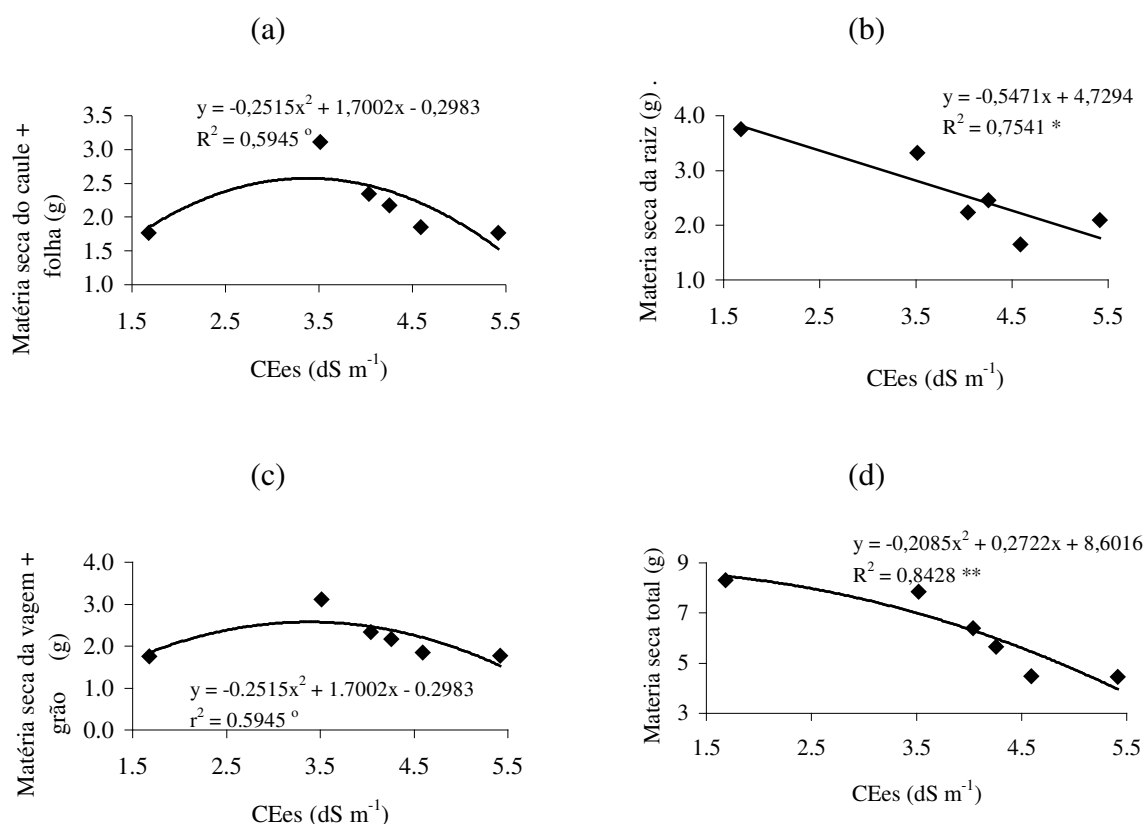 (a)
y = -0,2515x² + 1,7002x - 0,2983
R² = 0,5945 º
Matéria seca do caule +
folha (g)
3.5
3.0
2.5
2.0
1.5
1.0
1.5 2.5 3.5 4.5 5.5
CEes (dS m⁻¹)
(b)
y = -0,5471x + 4,7294
R² = 0,7541 *
Materia seca da raiz (g) .
4.0
3.0
2.0
1.0
1.5 2.5 3.5 4.5 5.5
CEes (dS m⁻¹)
(c)
Matéria seca da vagem +
grão (g)
4.0
3.0
2.0
1.0
0.0
y = -0.2515x² + 1.7002x - 0.2983
r² = 0.5945 º
1.5 2.5 3.5 4.5 5.5
CEes (dS m⁻¹)
(d)
y = -0,2085x² + 0,2722x + 8,6016
R² = 0,8428 **
Materia seca total (g)
9
7
5
3
1.5 2.5 3.5 4.5 5.5
CEes (dS m⁻¹)